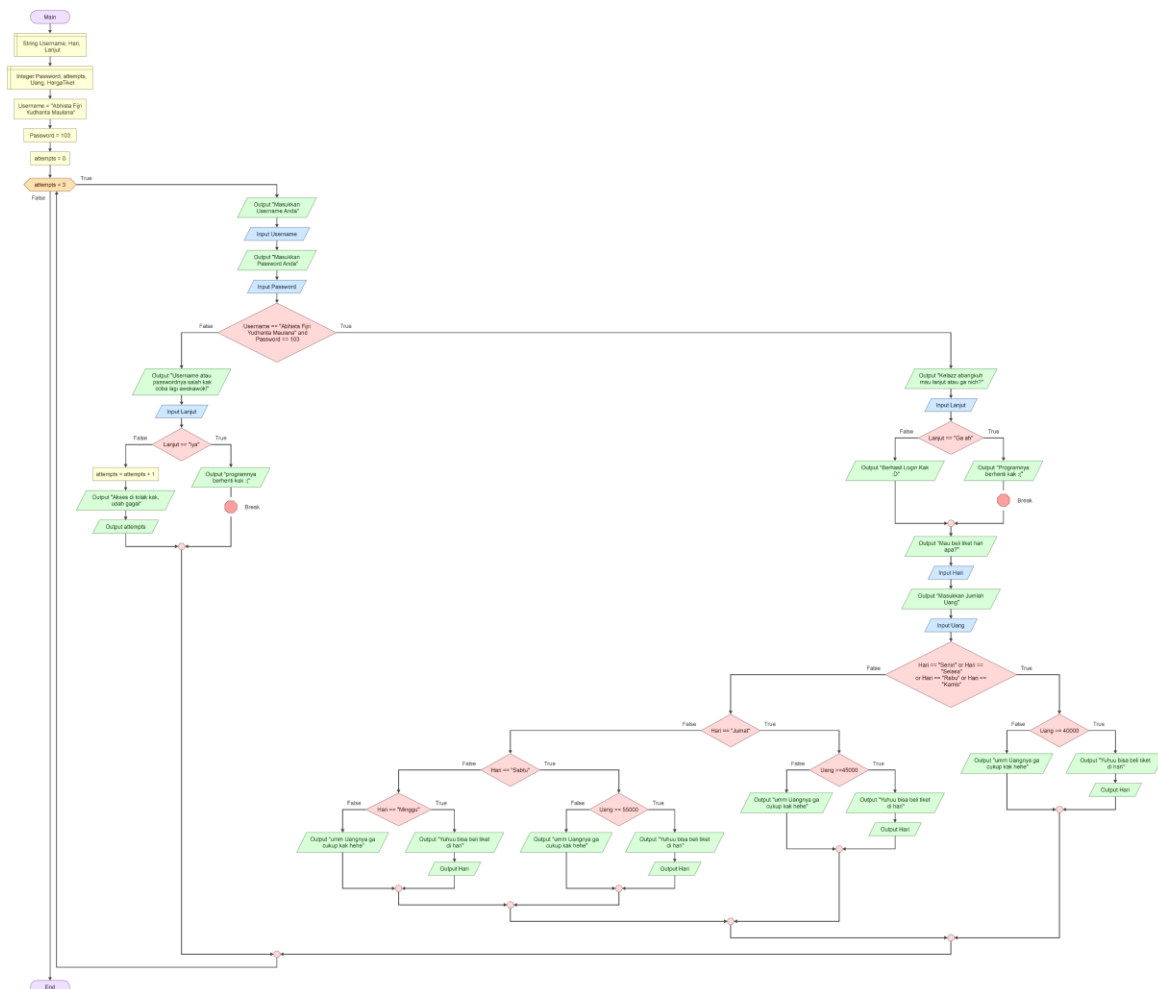 Main
String Username, Hari,
Lanjut
Integer Password, attempts,
Uang, HargaTiket
Username = "Abhista Fijri
Yudhanta Maulana"
Password = 103
attempts = 0
attempts < 3
True
False
Output "Masukkan
Username Anda"
Input Username
Output "Masukkan
Password Anda"
Input Password
Username == "Abhista Fijri
Yudhanta Maulana" and
Password == 103
False
True
Output "Username atau
passwordnya salah kak
coba lagi awokawok!"
Input Lanjut
Lanjut == "iya"
False
True
attempts = attempts + 1
Output "Akses di tolak kak,
udah gagal"
Output attempts
Output "programnya
berhenti kak :("
Break
Output "Kelazz abangkuh
mau lanjut atau ga nich?"
Input Lanjut
Lanjut == "Ga ah"
False
True
Output "Berhasil Login Kak
:D"
Output "Programnya
berhenti kak :("
Break
Output "Mau beli tiket hari
apa?"
Input Hari
Output "Masukkan Jumlah
Uang"
Input Uang
Hari == "Senin" or Hari ==
"Selasa"
or Hari == "Rabu" or Hari ==
"Kamis"
False
True
Hari == "Jumat"
False
True
Uang >= 40000
False
True
Output "umm Uangnya ga
cukup kak hehe"
Output "Yuhuu bisa beli tiket
di hari"
Output Hari
Hari == "Sabtu"
False
True
Uang >=45000
False
True
Output "umm Uangnya ga
cukup kak hehe"
Output "Yuhuu bisa beli tiket
di hari"
Output Hari
Hari == "Minggu"
False
True
Uang >= 55000
False
True
Output "umm Uangnya ga
cukup kak hehe"
Output "Yuhuu bisa beli tiket
di hari"
Output Hari
Output "umm Uangnya ga
cukup kak hehe"
Output "Yuhuu bisa beli tiket
di hari"
Output Hari
End